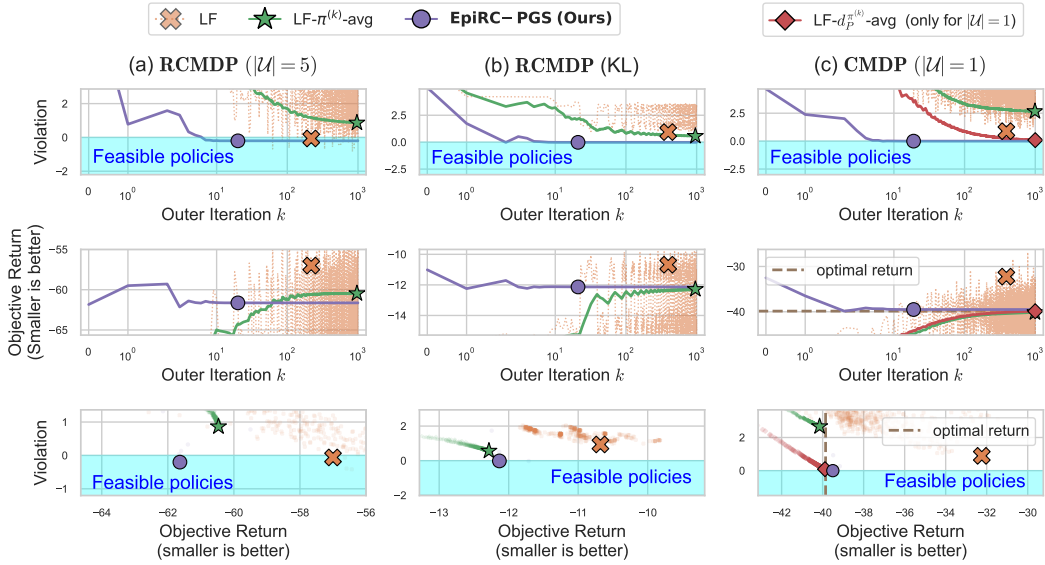 LF
LF-π^(k)-avg
EpiRC−PGS (Ours)
LF-d_P^{π^(k)}-avg (only for |𝒰| = 1)
(a) RCMDP (|𝒰| = 5)
(b) RCMDP (KL)
(c) CMDP (|𝒰| = 1)
Violation
2
0
−2
Feasible policies
0
10^0
10^1
10^2
10^3
Outer Iteration k
2.5
0.0
−2.5
Feasible policies
0
10^0
10^1
10^2
10^3
Outer Iteration k
2.5
0.0
−2.5
Feasible policies
0
10^0
10^1
10^2
10^3
Outer Iteration k
Objective Return
(Smaller is better)
−55
−60
−65
0
10^0
10^1
10^2
10^3
Outer Iteration k
−10
−12
−14
0
10^0
10^1
10^2
10^3
Outer Iteration k
optimal return
−30
−40
0
10^0
10^1
10^2
10^3
Outer Iteration k
Violation
1
0
−1
Feasible policies
−64
−62
−60
−58
−56
Objective Return
(smaller is better)
2
0
−2
Feasible policies
−13
−12
−11
−10
Objective Return
(smaller is better)
optimal return
2
0
Feasible policies
−42
−40
−38
−36
−34
−32
−30
Objective Return
(smaller is better)